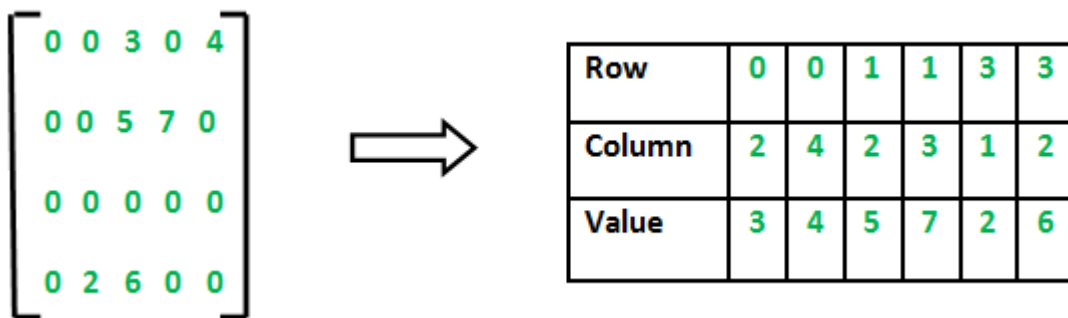 0 0 3 0 4
0 0 5 7 0
0 0 0 0 0
0 2 6 0 0
Row 0 0 1 1 3 3
Column 2 4 2 3 1 2
Value 3 4 5 7 2 6